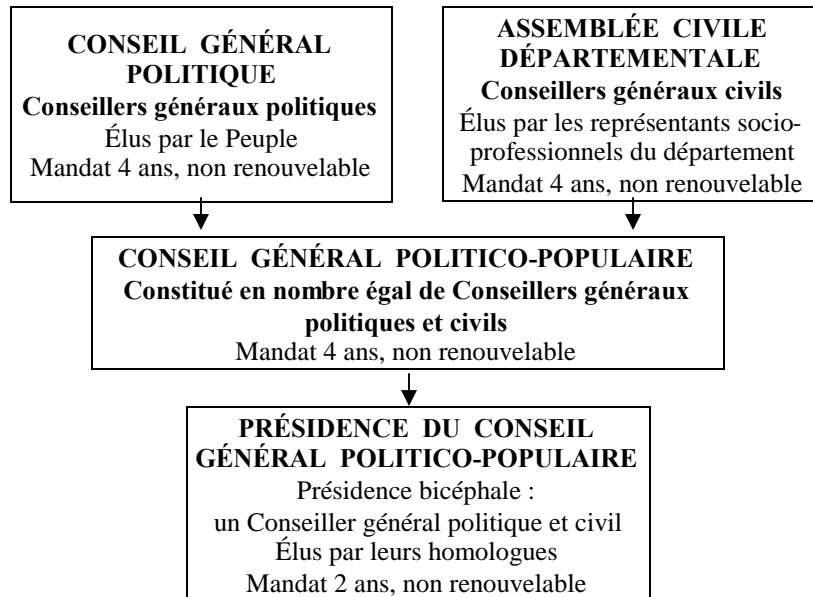 CONSEIL GÉNÉRAL
POLITIQUE
Conseillers généraux politiques
Élus par le Peuple
Mandat 4 ans, non renouvelable
ASSEMBLÉE CIVILE
DÉPARTEMENTALE
Conseillers généraux civils
Élus par les représentants socio-
professionnels du département
Mandat 4 ans, non renouvelable
CONSEIL GÉNÉRAL POLITICO-POPULAIRE
Constitué en nombre égal de Conseillers généraux
politiques et civils
Mandat 4 ans, non renouvelable
PRÉSIDENCE DU CONSEIL
GÉNÉRAL POLITICO-POPULAIRE
Présidence bicéphale :
un Conseiller général politique et civil
Élus par leurs homologues
Mandat 2 ans, non renouvelable